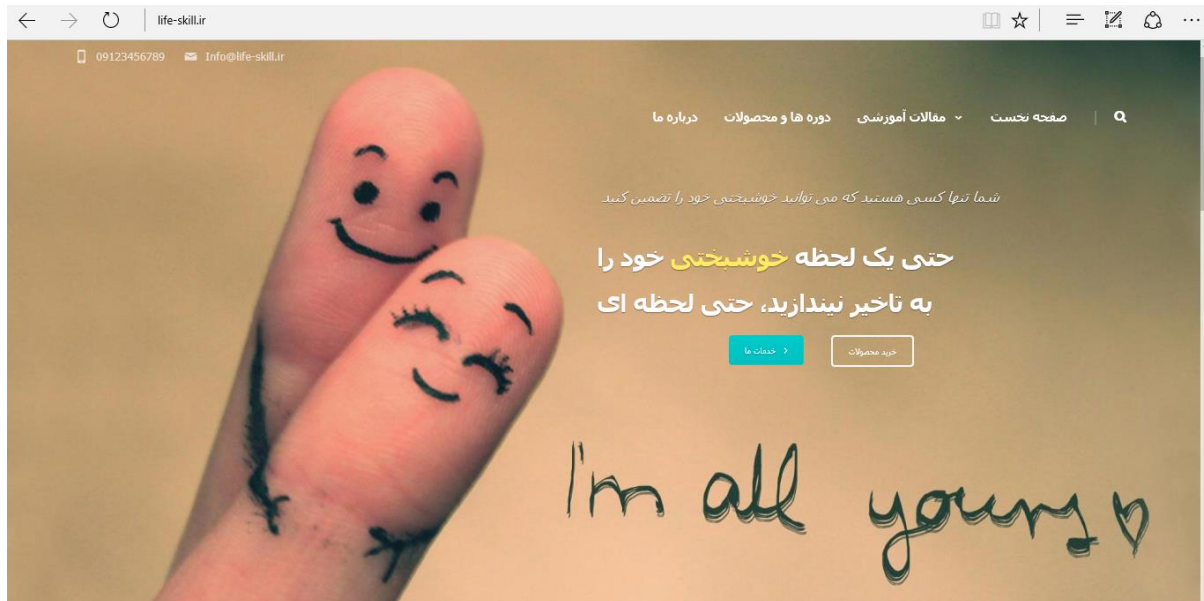 life-skill.ir
09123456789 Info@life-skill.ir
صفحه نخست مقالات آموزشی دوره ها و محصولات درباره ما
شما تنها کسی هستید که می توانید خوشبختی خود را تضمین کنید
حتی یک لحظه خوشبختی خود را
به تاخیر نیندازید، حتی لحظه ای
خرید محصولات خدمات ما
I'm all yours